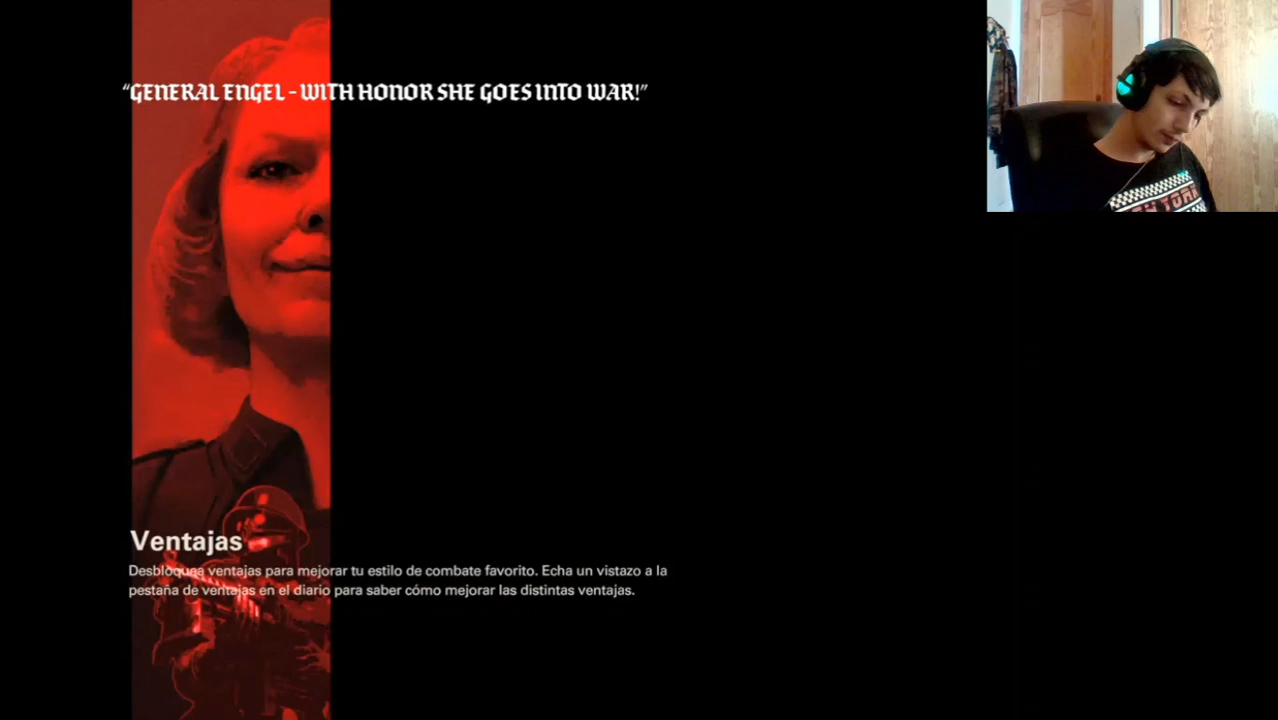 “GENERAL ENGEL - WITH HONOR SHE GOES INTO WAR!”
Ventajas
Desbloquea ventajas para mejorar tu estilo de combate favorito. Echa un vistazo a la
pestaña de ventajas en el diario para saber cómo mejorar las distintas ventajas.